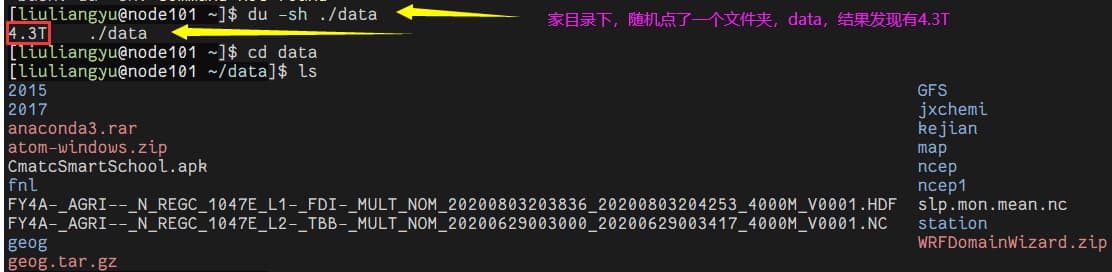 [liuliangyu@node101 ~]$ du -sh ./data
家目录下，随机点了一个文件夹，data，结果发现有4.3T
4.3T ./data
[liuliangyu@node101 ~]$ cd data
[liuliangyu@node101 ~/data]$ ls
2015 GFS
2017 jxchemi
anaconda3.rar kejian
atom-windows.zip map
CmatcSmartSchool.apk ncep
fnl ncep1
FY4A-_AGRI--_N_REGC_1047E_L1-_FDI-_MULT_NOM_20200803203836_20200803204253_4000M_V0001.HDF slp.mon.mean.nc
FY4A-_AGRI--_N_REGC_1047E_L2-_TBB-_MULT_NOM_20200629003000_20200629003417_4000M_V0001.NC station
geog WRFDomainWizard.zip
geog.tar.gz